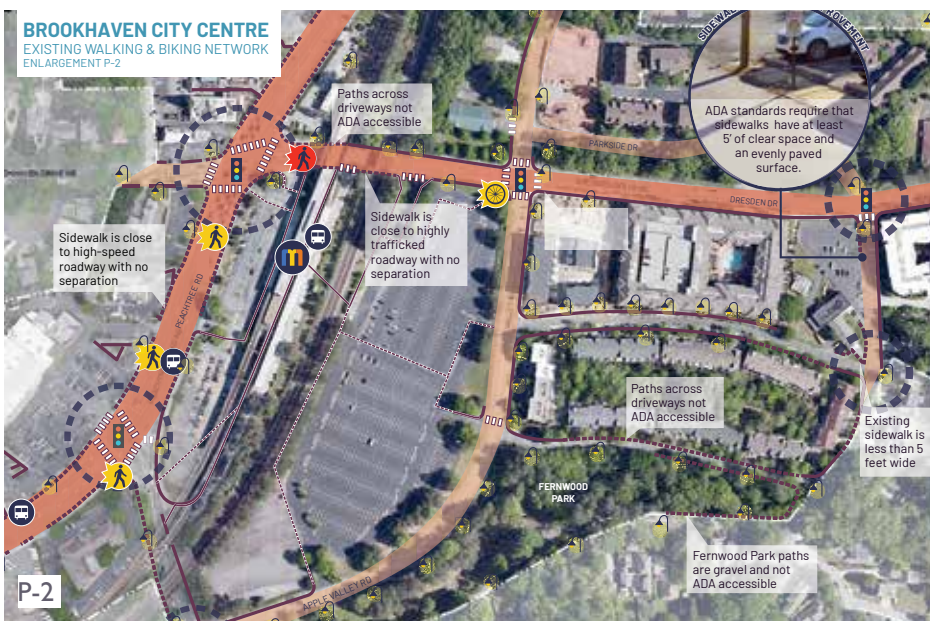 BROOKHAVEN CITY CENTRE
EXISTING WALKING & BIKING NETWORK
ENLARGEMENT P-2
Paths across
driveways not
ADA accessible
ADA standards require that
sidewalks have at least
5' of clear space and
an evenly paved
surface.
PARKSIDE DR
DRESDEN DR
Sidewalk is close
to high-speed
roadway with no
separation
Sidewalk is
close to highly
trafficked
roadway with no
separation
PEACHTREE RD
m
Paths across
driveways not
ADA accessible
Existing
sidewalk is
less than 5
feet wide
FERNWOOD
PARK
Fernwood Park paths
are gravel and not
ADA accessible
APPLE VALLEY RD
P-2